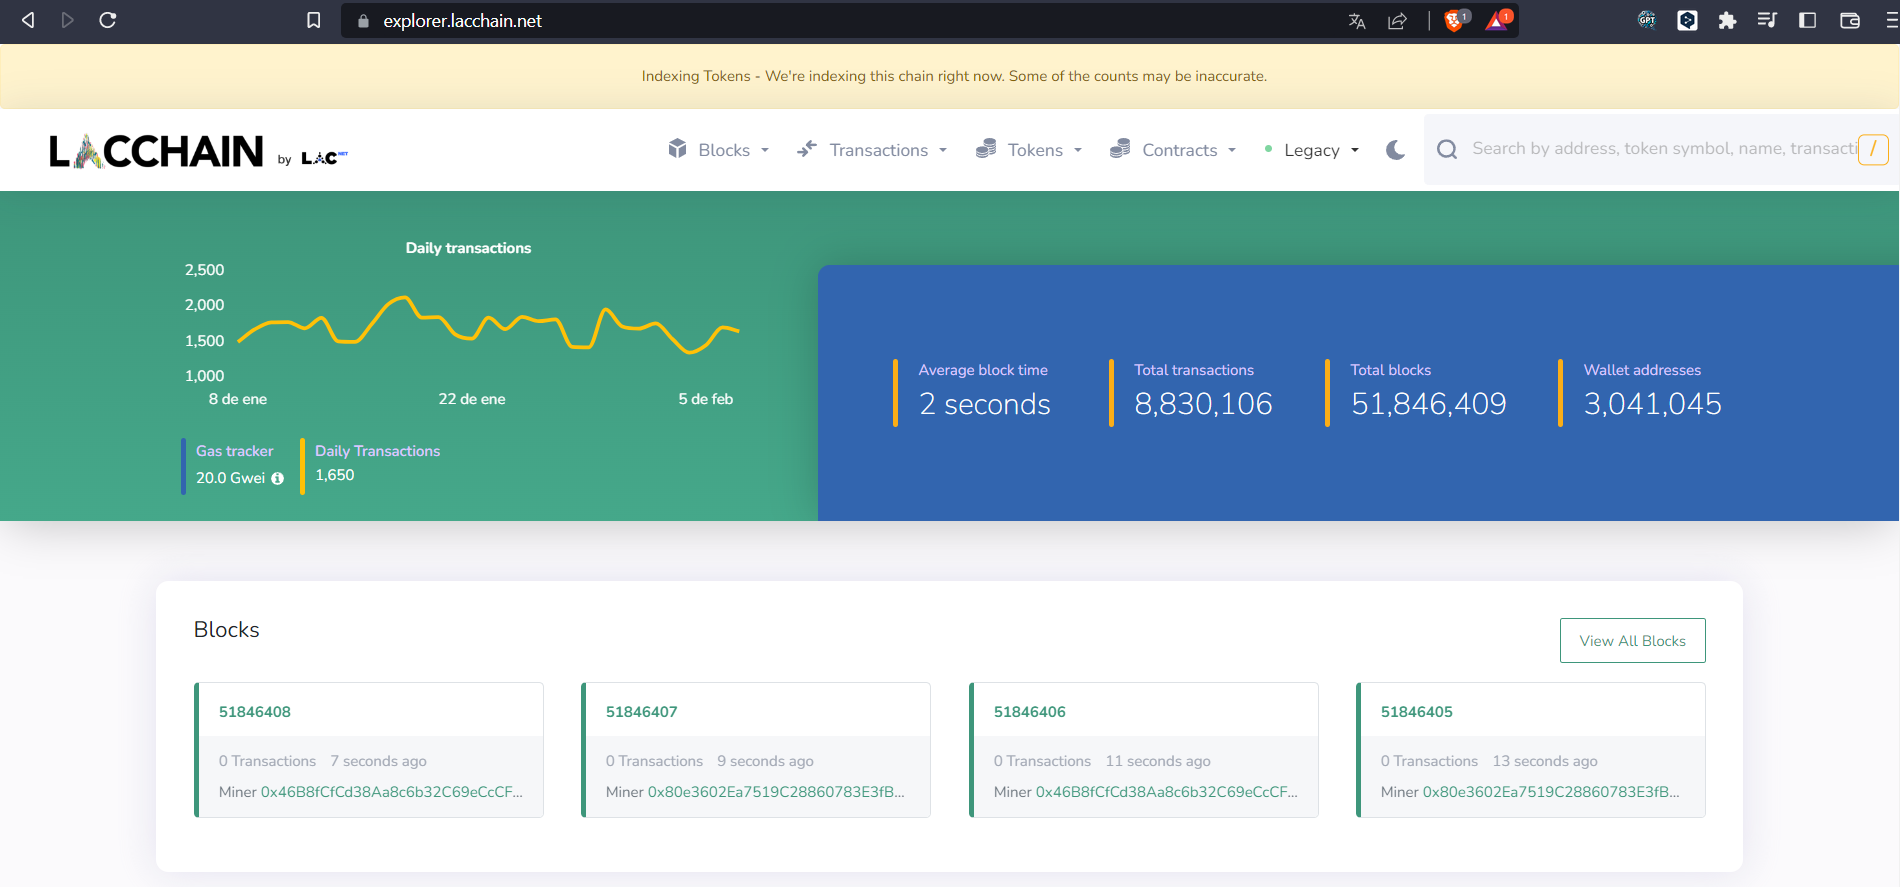 explorer.lacchain.net
1
1
GPT
Indexing Tokens - We're indexing this chain right now. Some of the counts may be inaccurate.
LACCHAIN by LAC NET
Blocks
Transactions
Tokens
Contracts
Legacy
Search by address, token symbol, name, transacti
/
Daily transactions
2,500
2,000
1,500
1,000
8 de ene 22 de ene 5 de feb
Gas tracker
20.0 Gwei
Daily Transactions
1,650
Average block time
2 seconds
Total transactions
8,830,106
Total blocks
51,846,409
Wallet addresses
3,041,045
Blocks
View All Blocks
51846408
0 Transactions 7 seconds ago
Miner 0x46B8fCfCd38Aa8c6b32C69eCcCF...
51846407
0 Transactions 9 seconds ago
Miner 0x80e3602Ea7519C28860783E3fB...
51846406
0 Transactions 11 seconds ago
Miner 0x46B8fCfCd38Aa8c6b32C69eCcCF...
51846405
0 Transactions 13 seconds ago
Miner 0x80e3602Ea7519C28860783E3fB...